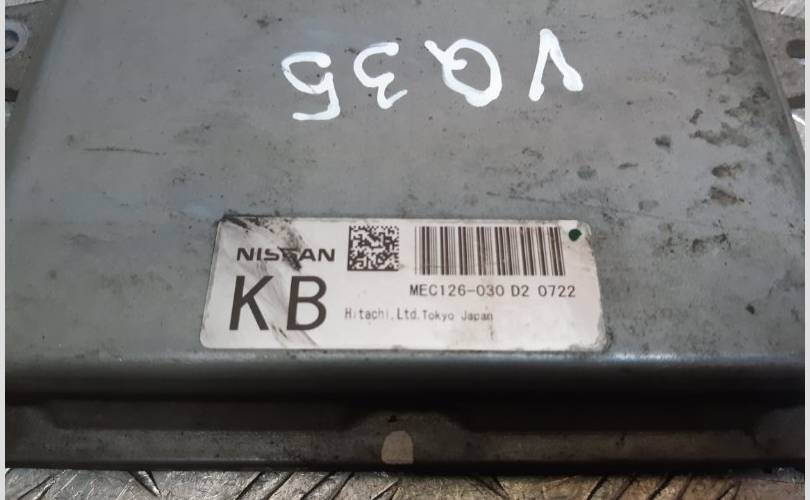 VQ35
NISSAN
KB
MEC126-030 D2 0722
Hitachi,Ltd.Tokyo Japan